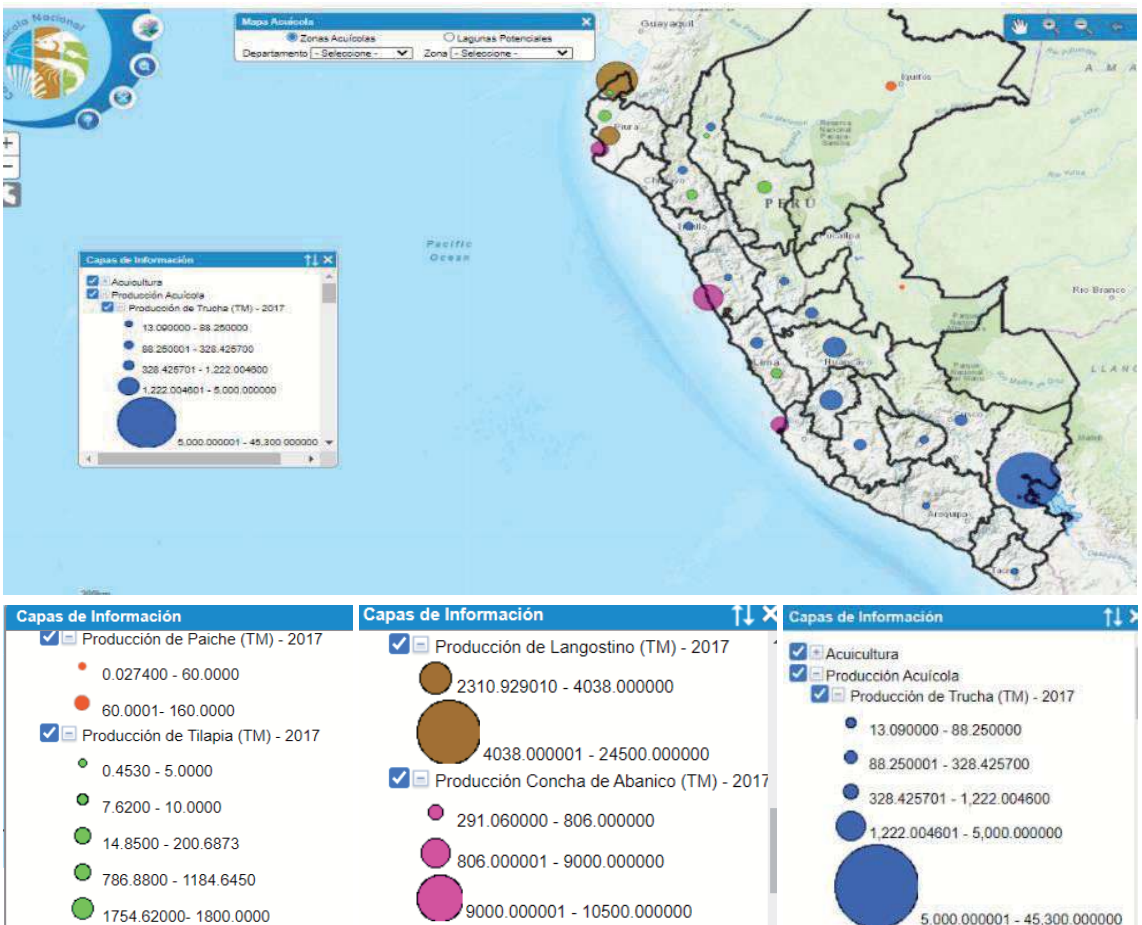 Nacional
Mapa Acuícola
Zonas Acuícolas
Lagunas Potenciales
Departamento - Seleccione -
Zona - Seleccione -
Guayaquil
Iquitos
A M A
Piura
PERÚ
Pacific
Ocean
Rio Branco
Lima
Huancayo
LLANO
Cusco
Arequipa
Capas de Información
Acuicultura
Producción Acuícola
Producción de Trucha (TM) - 2017
13.090000 - 88.250000
88.250001 - 328.425700
328.425701 - 1,222.004600
1,222.004601 - 5,000.000000
5,000.000001 - 45,300.000000
Capas de Información
Producción de Paiche (TM) - 2017
0.027400 - 60.0000
60.0001- 160.0000
Producción de Tilapia (TM) - 2017
0.4530 - 5.0000
7.6200 - 10.0000
14.8500 - 200.6873
786.8800 - 1184.6450
1754.62000- 1800.0000
Capas de Información
Producción de Langostino (TM) - 2017
2310.929010 - 4038.000000
4038.000001 - 24500.000000
Producción Concha de Abanico (TM) - 2017
291.060000 - 806.000000
806.000001 - 9000.000000
9000.000001 - 10500.000000
Capas de Información
Acuicultura
Producción Acuícola
Producción de Trucha (TM) - 2017
13.090000 - 88.250000
88.250001 - 328.425700
328.425701 - 1,222.004600
1,222.004601 - 5,000.000000
5.000.000001 - 45.300.000000